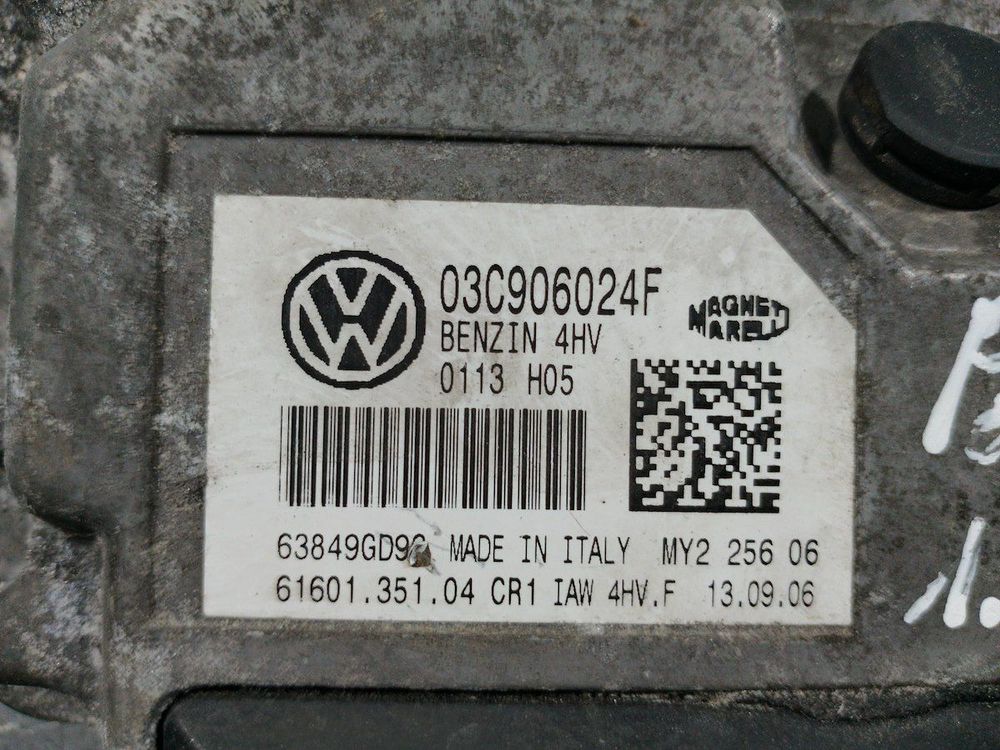 03C906024F
BENZIN 4HV
0113 H05
MAGNETI
MARELLI
MADE IN ITALY MY2 256 06
61601.351.04 CR1 IAW 4HV.F 13.09.06